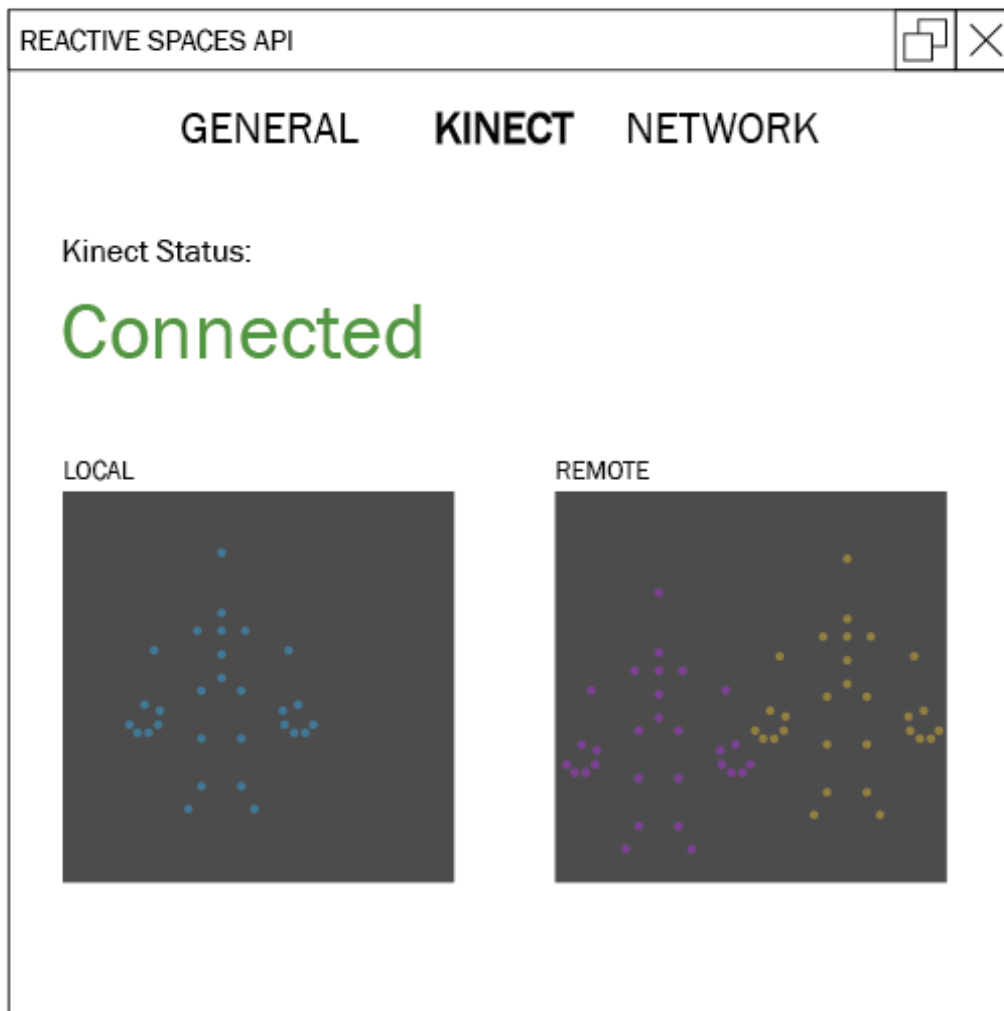 REACTIVE SPACES API
GENERAL KINECT NETWORK
Kinect Status:
Connected
LOCAL REMOTE